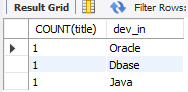 Result Grid Filter Rows:
COUNT(title) dev_in
1 Oracle
1 Dbase
1 Java